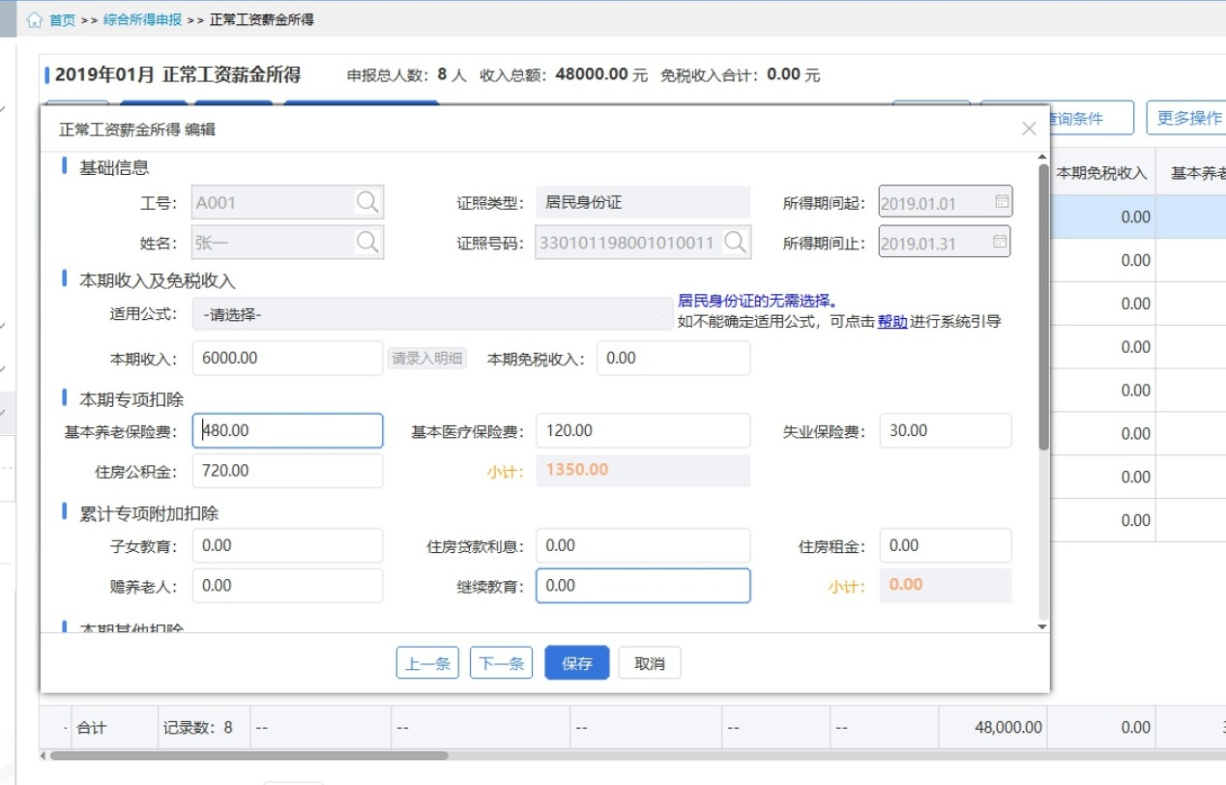 首页 >> 综合所得申报 >> 正常工资薪金所得
2019年01月 正常工资薪金所得 申报总人数：8 人 收入总额：48000.00 元 免税收入合计：0.00 元
询条件 更多操作
正常工资薪金所得 编辑
本期免税收入 基本养老
基础信息
工号： A001 证照类型： 居民身份证 所得期间起： 2019.01.01
0.00
姓名： 张一 证照号码： 330101198001010011 所得期间止： 2019.01.31
0.00
本期收入及免税收入
居民身份证的无需选择。
0.00
适用公式： -请选择-
如不能确定适用公式，可点击帮助进行系统引导
0.00
本期收入： 6000.00 请录入明细 本期免税收入： 0.00
0.00
本期专项扣除
基本养老保险费： 480.00 基本医疗保险费： 120.00 失业保险费： 30.00
0.00
住房公积金： 720.00 小计： 1350.00
0.00
累计专项附加扣除
0.00
子女教育： 0.00 住房贷款利息： 0.00 住房租金： 0.00
赡养老人： 0.00 继续教育： 0.00 小计： 0.00
本期其他扣除
上一条 下一条 保存 取消
合计 记录数：8 -- -- -- -- -- 48,000.00 0.00